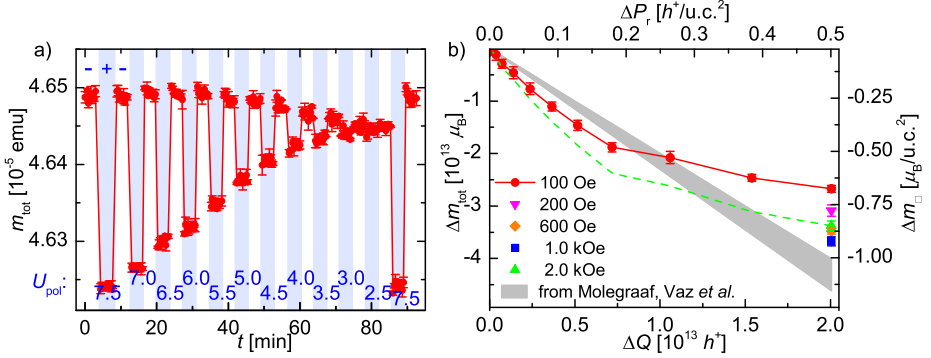 a)
- + -
4.65
4.64
4.63
m_tot [10^-5 emu]
U_pol:
7.5 7.0 6.5 6.0 5.5 5.0 4.5 4.0 3.5 3.0 2.5 7.5
0 20 40 60 80
t [min]
b)
ΔP_r [h^+/u.c.^2]
0.0 0.1 0.2 0.3 0.4 0.5
-1
-2
-3
-4
Δm_tot [10^13 μ_B]
100 Oe
200 Oe
600 Oe
1.0 kOe
2.0 kOe
from Molegraaf, Vaz et al.
-0.25
-0.50
-0.75
-1.00
Δm_□ [μ_B/u.c.^2]
0.0 0.5 1.0 1.5 2.0
ΔQ [10^13 h^+]